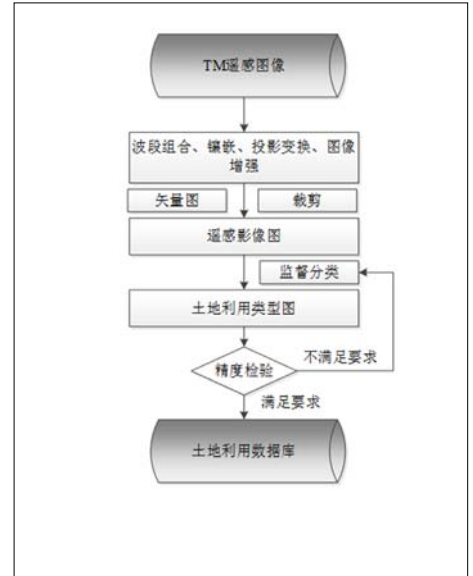 TM遥感图像
波段组合、镶嵌、投影变换、图像
增强
矢量图
裁剪
遥感影像图
监督分类
土地利用类型图
不满足要求
精度检验
满足要求
土地利用数据库